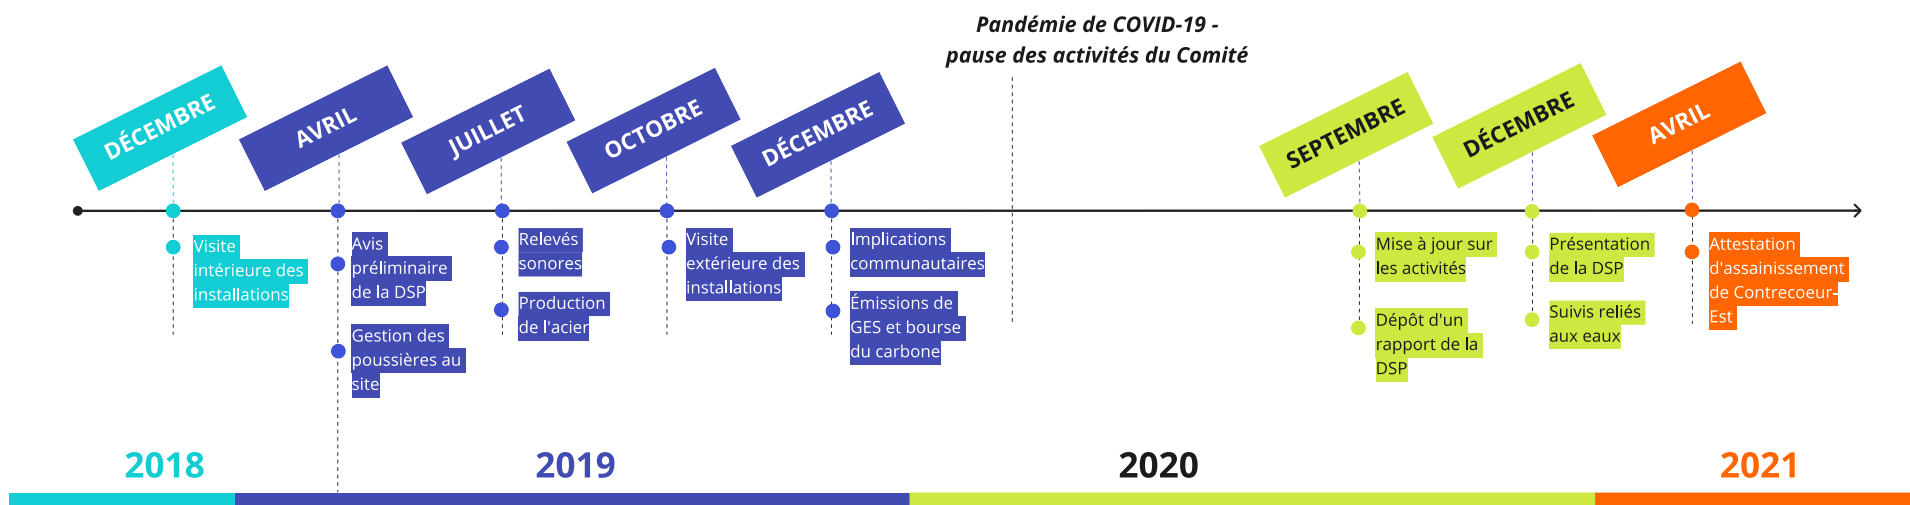 Pandémie de COVID-19 -
pause des activités du Comité
DÉCEMBRE
AVRIL
JUILLET
OCTOBRE
DÉCEMBRE
SEPTEMBRE
DÉCEMBRE
AVRIL
Visite
intérieure des
installations
Avis
préliminaire
de la DSP
Gestion des
poussières au
site
Relevés
sonores
Production
de l'acier
Visite
extérieure des
installations
Implications
communautaires
Émissions de
GES et bourse
du carbone
Mise à jour sur
les activités
Dépôt d'un
rapport de la
DSP
Présentation
de la DSP
Suivis reliés
aux eaux
Attestation
d'assainissement
de Contrecoeur-
Est
2018
2019
2020
2021